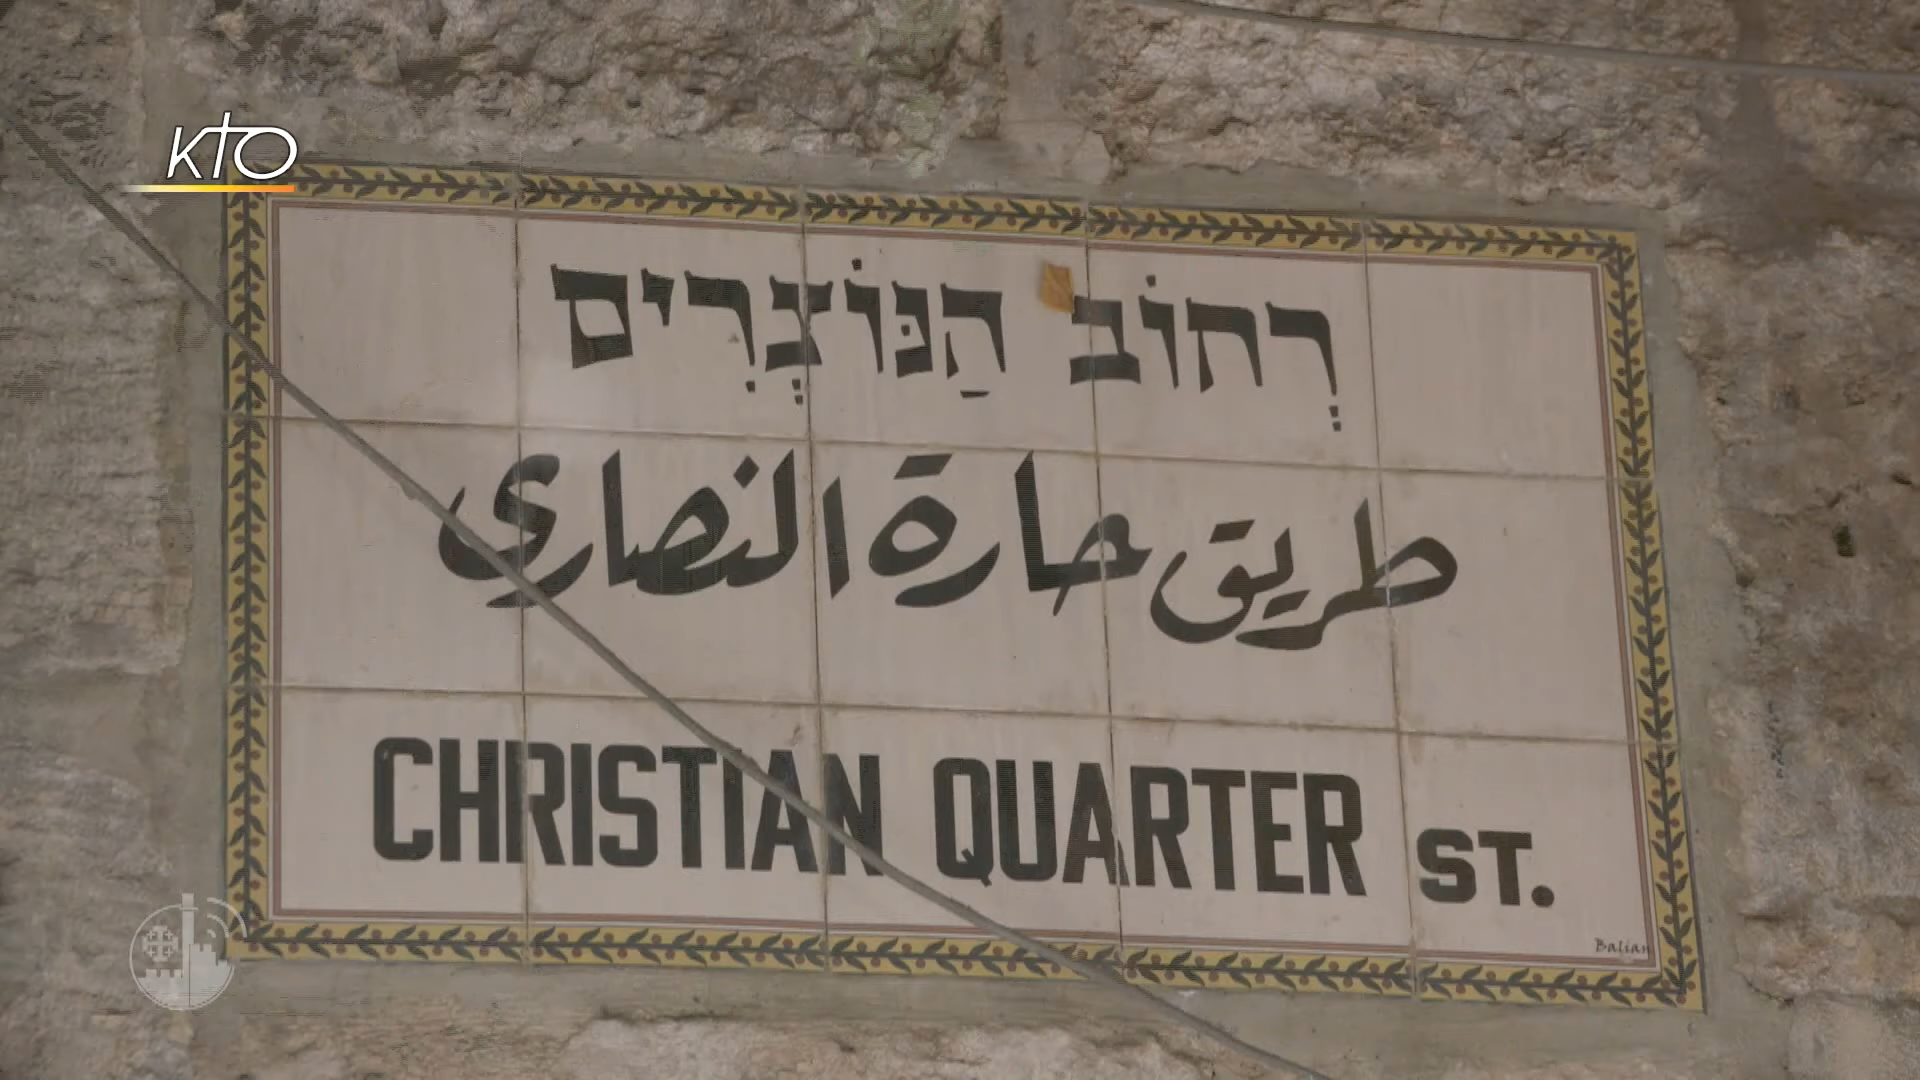 KTO
רְחוֹב הַנּוֹצְרִים
طريق حارة النصارى
CHRISTIAN QUARTER ST.
Balian